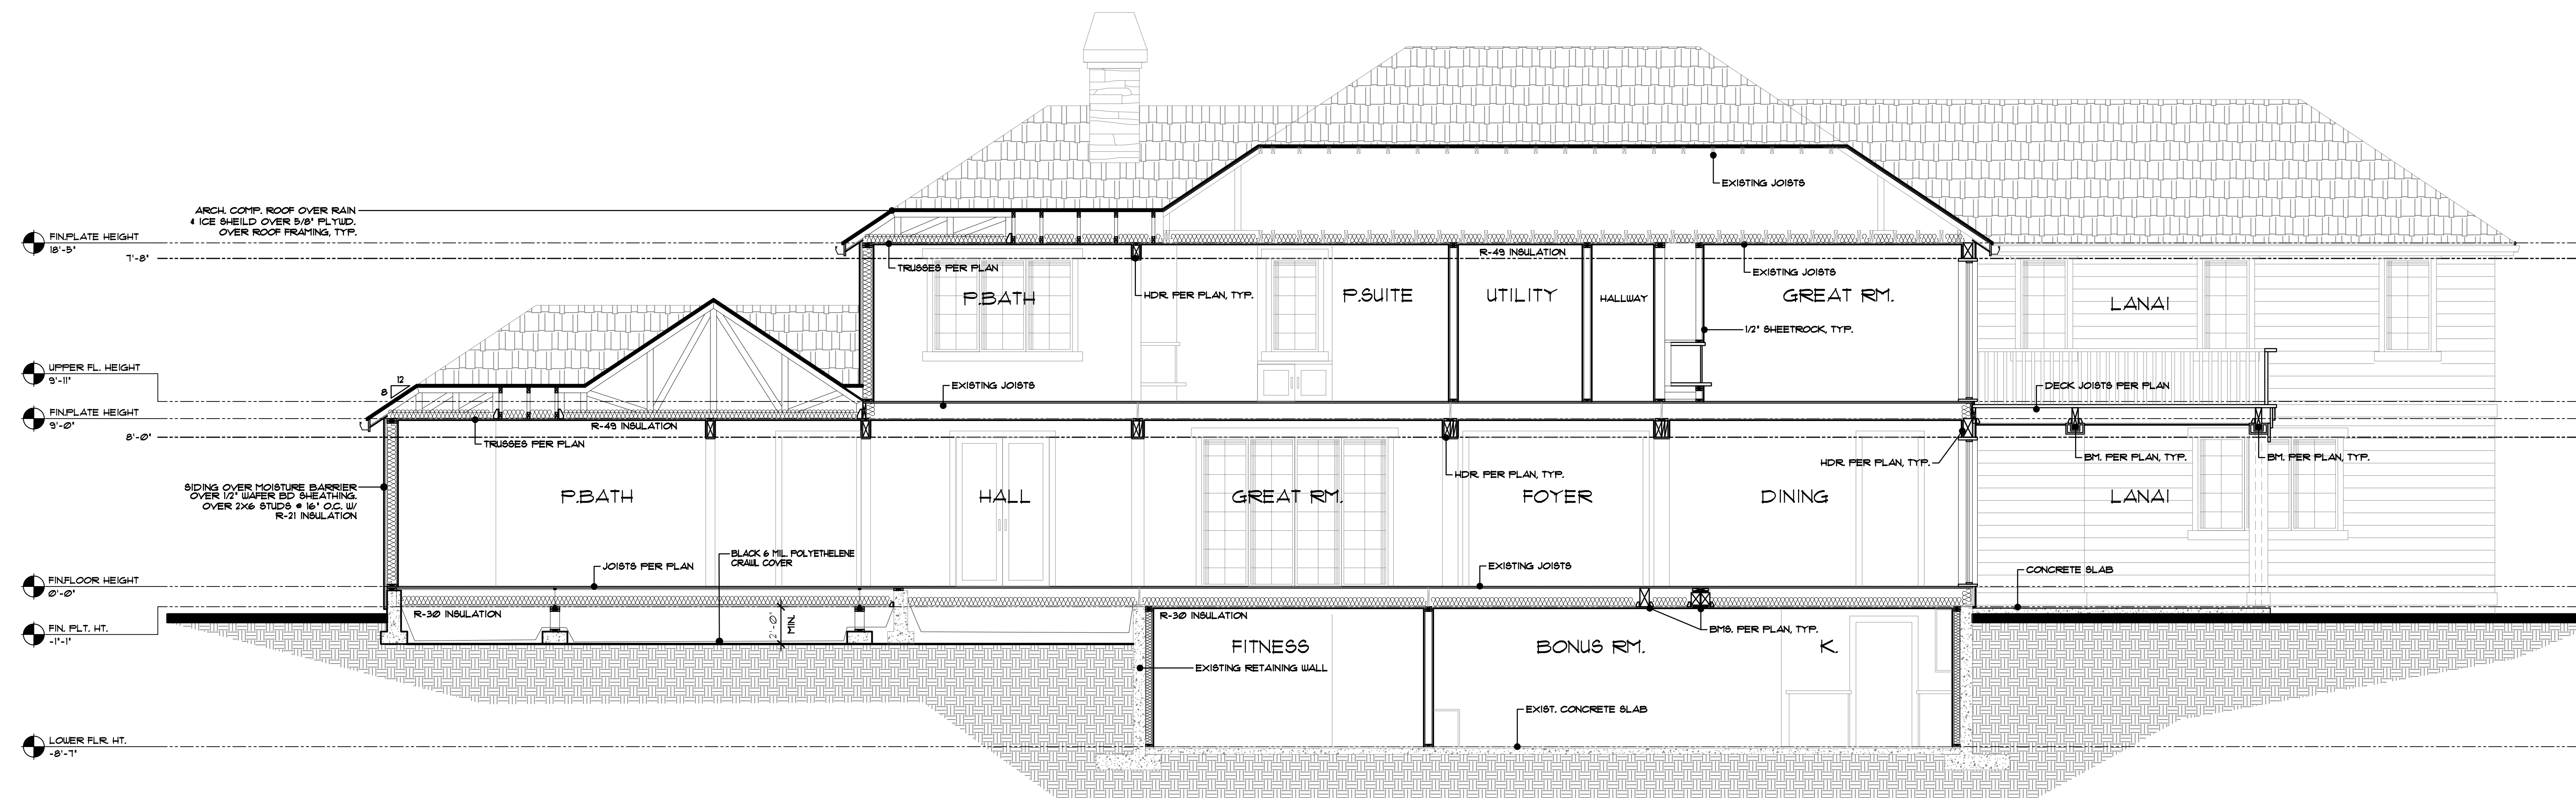 EXISTING JOISTS
ARCH. COMP. ROOF OVER RAIN
& ICE SHEILD OVER 5/8" PLYWD.
OVER ROOF FRAMING, TYP.
FIN.PLATE HEIGHT
18'-5"
7'-8"
TRUSSES PER PLAN
R-49 INSULATION
EXISTING JOISTS
P.BATH
HDR. PER PLAN, TYP.
P.SUITE
UTILITY
HALLWAY
GREAT RM.
LANAI
1/2" SHEETROCK, TYP.
UPPER FL. HEIGHT
9'-11"
12
8
EXISTING JOISTS
DECK JOISTS PER PLAN
FIN.PLATE HEIGHT
9'-0"
8'-0"
R-49 INSULATION
TRUSSES PER PLAN
HDR. PER PLAN, TYP.
HDR. PER PLAN, TYP.
BM. PER PLAN, TYP.
BM. PER PLAN, TYP.
SIDING OVER MOISTURE BARRIER
OVER 1/2" WAFER BD SHEATHING.
OVER 2X6 STUDS @ 16" O.C. W/
R-21 INSULATION
P.BATH
HALL
GREAT RM.
FOYER
DINING
LANAI
BLACK 6 MIL. POLYETHELENE
CRAWL COVER
JOISTS PER PLAN
EXISTING JOISTS
CONCRETE SLAB
FIN.FLOOR HEIGHT
0'-0"
R-30 INSULATION
2'-0"
MIN.
R-30 INSULATION
FIN. PLT. HT.
-1'-1"
BMS. PER PLAN, TYP.
FITNESS
BONUS RM.
K.
EXISTING RETAINING WALL
EXIST. CONCRETE SLAB
LOWER FLR. HT.
-8'-7"